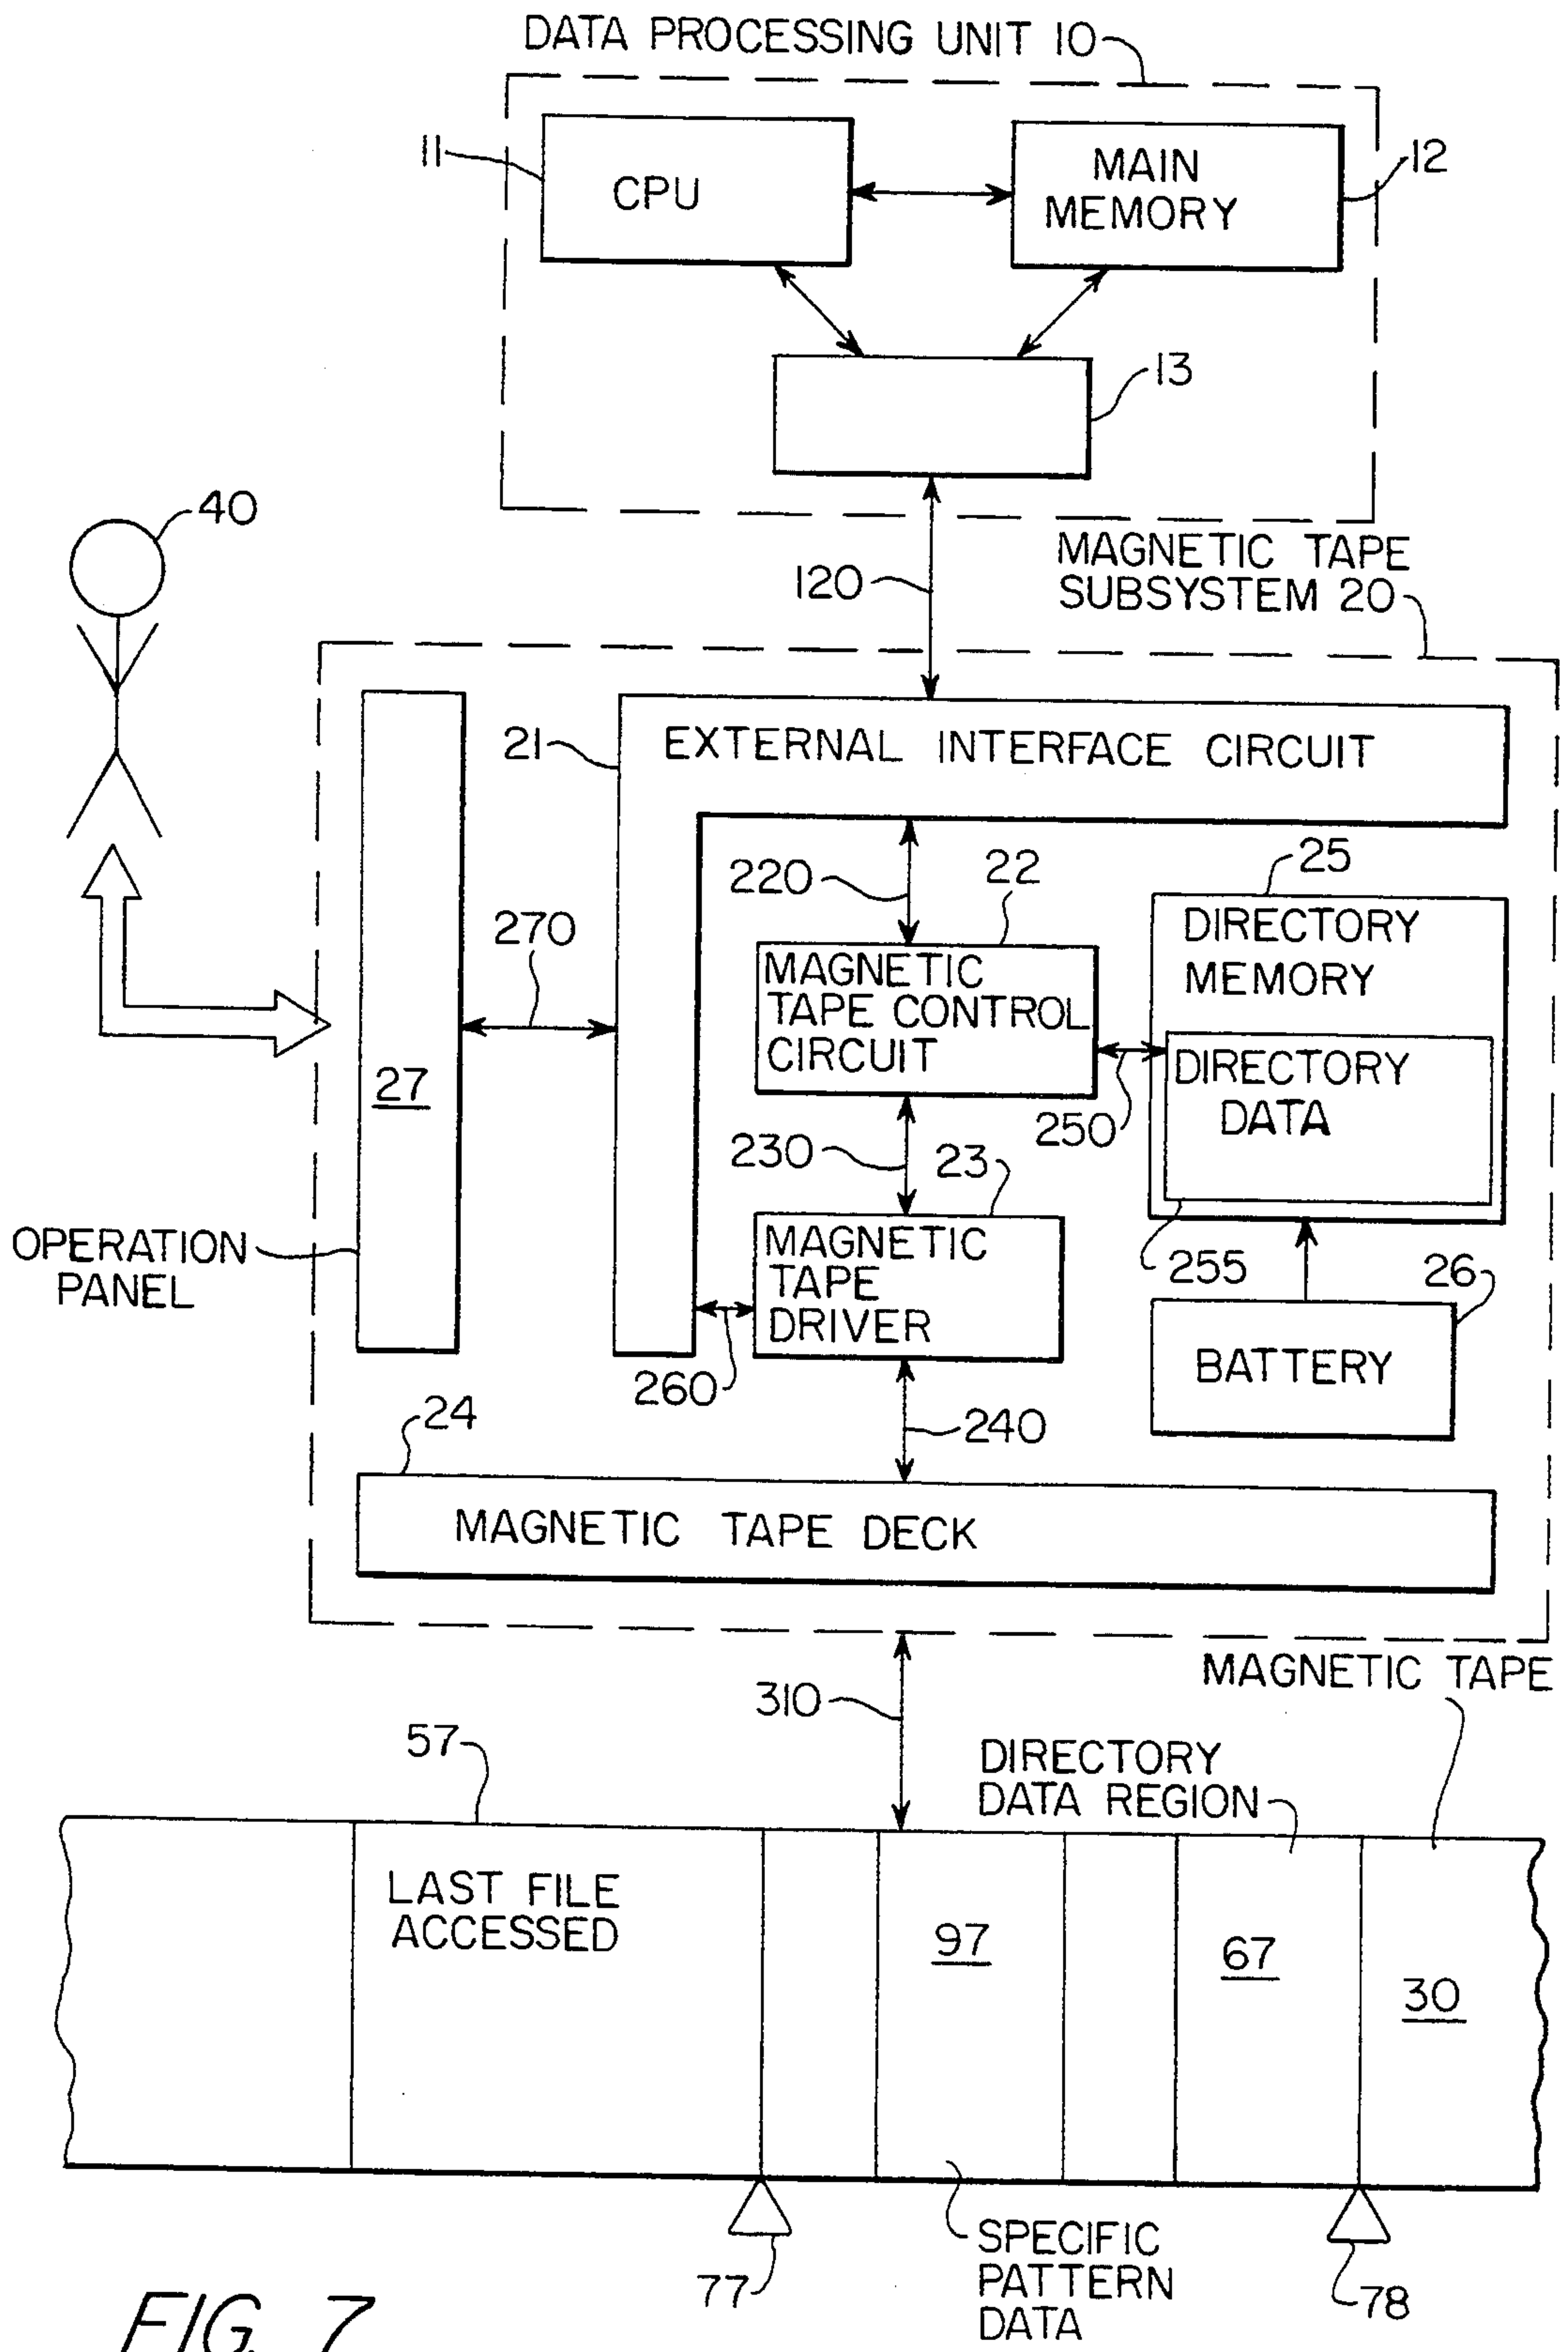 DATA PROCESSING UNIT 10
11
CPU
MAIN
MEMORY
12
13
40
120
MAGNETIC TAPE
SUBSYSTEM 20
21
EXTERNAL INTERFACE CIRCUIT
220
22
25
270
DIRECTORY
MEMORY
MAGNETIC
TAPE CONTROL
CIRCUIT
27
DIRECTORY
DATA
250
230
23
OPERATION
PANEL
MAGNETIC
TAPE
DRIVER
255
26
BATTERY
260
24
240
MAGNETIC TAPE DECK
310
MAGNETIC TAPE
57
DIRECTORY
DATA REGION
LAST FILE
ACCESSED
97
67
30
77
SPECIFIC
PATTERN
DATA
78
FIG. 7